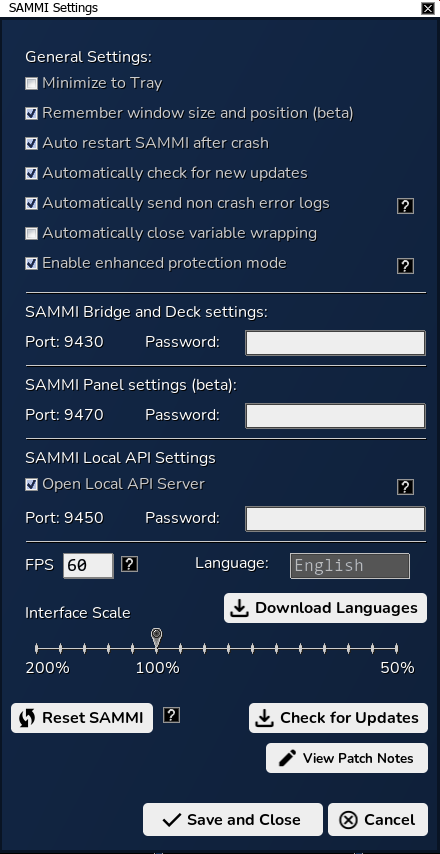 SAMMI Settings
General Settings:
Minimize to Tray
Remember window size and position (beta)
Auto restart SAMMI after crash
Automatically check for new updates
Automatically send non crash error logs ?
Automatically close variable wrapping
Enable enhanced protection mode ?
SAMMI Bridge and Deck settings:
Port: 9430 Password:
SAMMI Panel settings (beta):
Port: 9470 Password:
SAMMI Local API Settings
Open Local API Server ?
Port: 9450 Password:
FPS 60 ? Language: English
Download Languages
Interface Scale
200% 100% 50%
Reset SAMMI ? Check for Updates
View Patch Notes
Save and Close Cancel